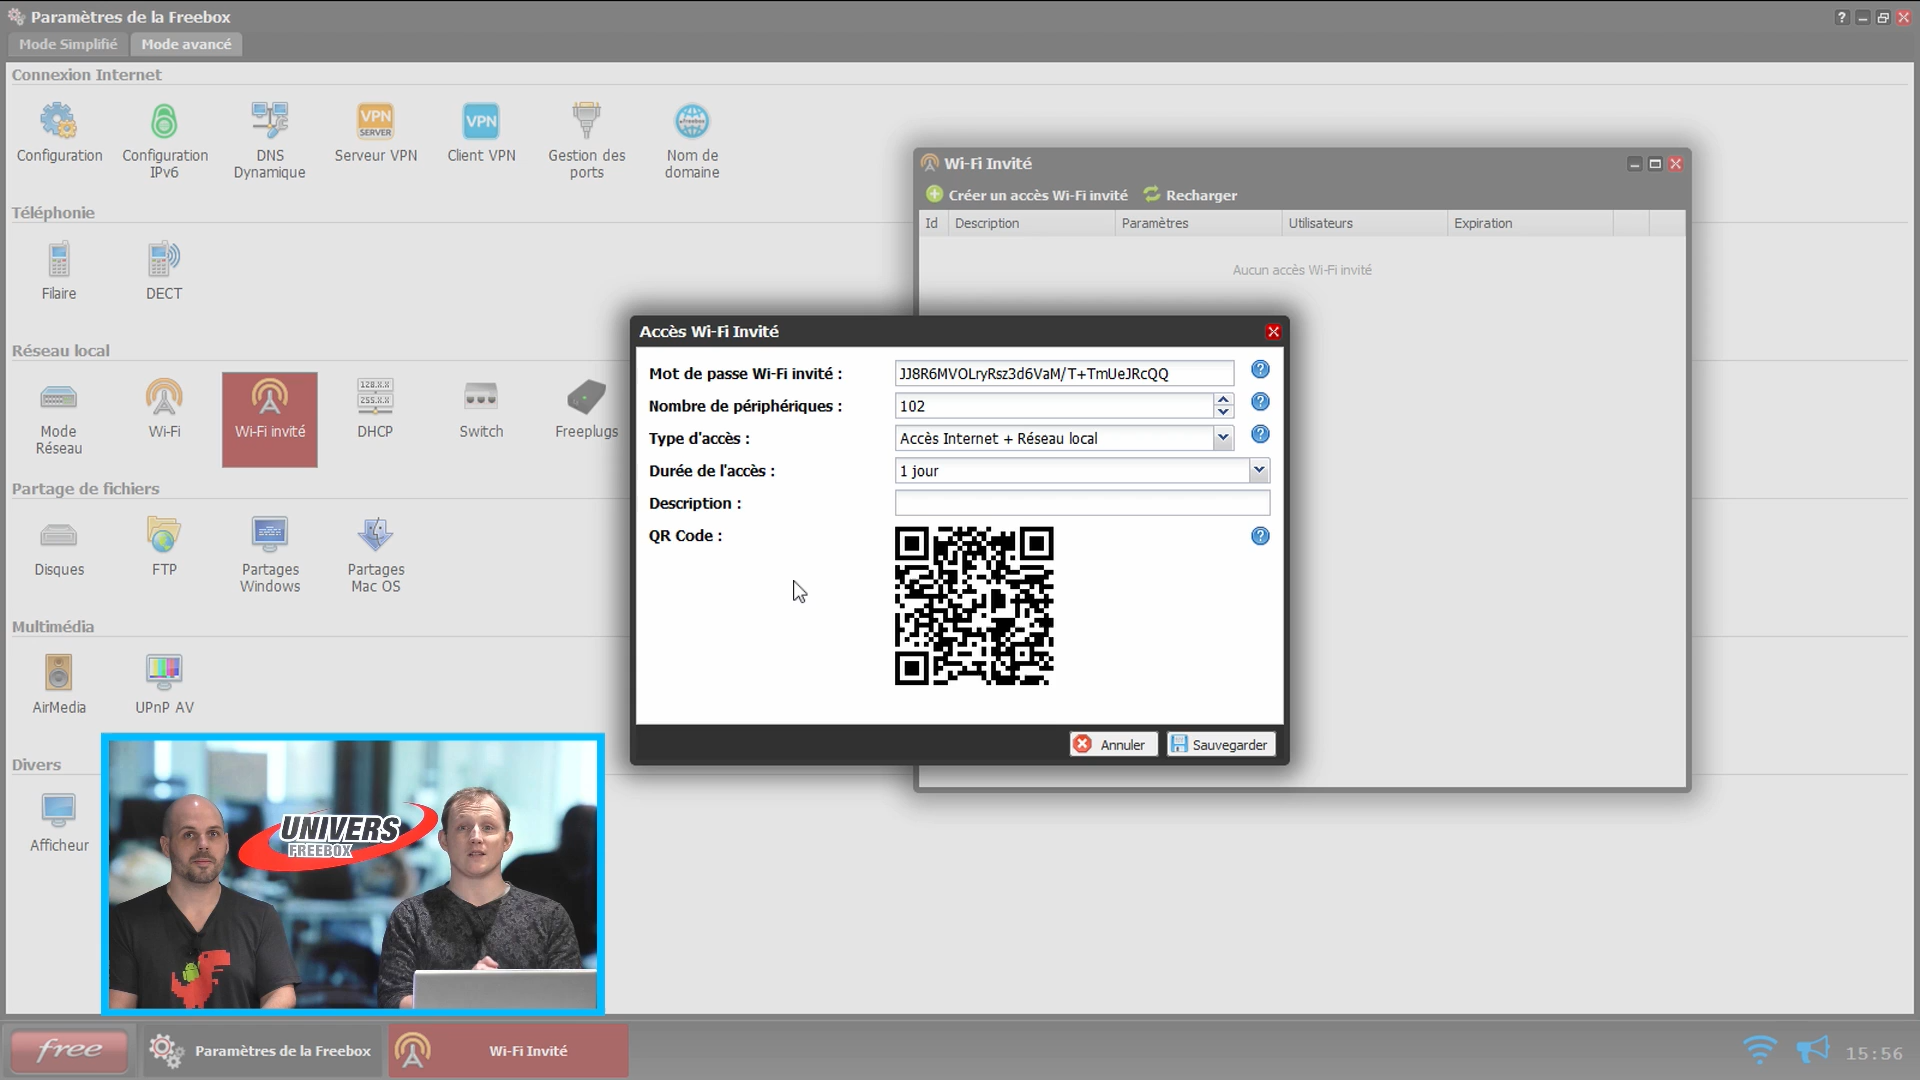 Paramètres de la Freebox
Mode Simplifié
Mode avancé
Connexion Internet
VPN
SERVER
VPN
Configuration
Configuration
IPv6
DNS
Dynamique
Serveur VPN
Client VPN
Gestion des
ports
Nom de
domaine
Téléphonie
Filaire
DECT
Réseau local
128.X.X
255.X.X
Mode
Réseau
Wi-Fi
Wi-Fi invité
DHCP
Switch
Freeplugs
Partage de fichiers
Disques
FTP
Partages
Windows
Partages
Mac OS
Multimédia
AirMedia
UPnP AV
Divers
Afficheur
Wi-Fi Invité
Créer un accès Wi-Fi invité
Recharger
Id
Description
Paramètres
Utilisateurs
Expiration
Aucun accès Wi-Fi invité
Accès Wi-Fi Invité
Mot de passe Wi-Fi invité :
JJ8R6MVOLryRsz3d6VaM/T+TmUeJRcQQ
Nombre de périphériques :
102
Type d'accès :
Accès Internet + Réseau local
Durée de l'accès :
1 jour
Description :
QR Code :
Annuler
Sauvegarder
UNIVERS
FREEBOX
free
Paramètres de la Freebox
Wi-Fi Invité
15:56